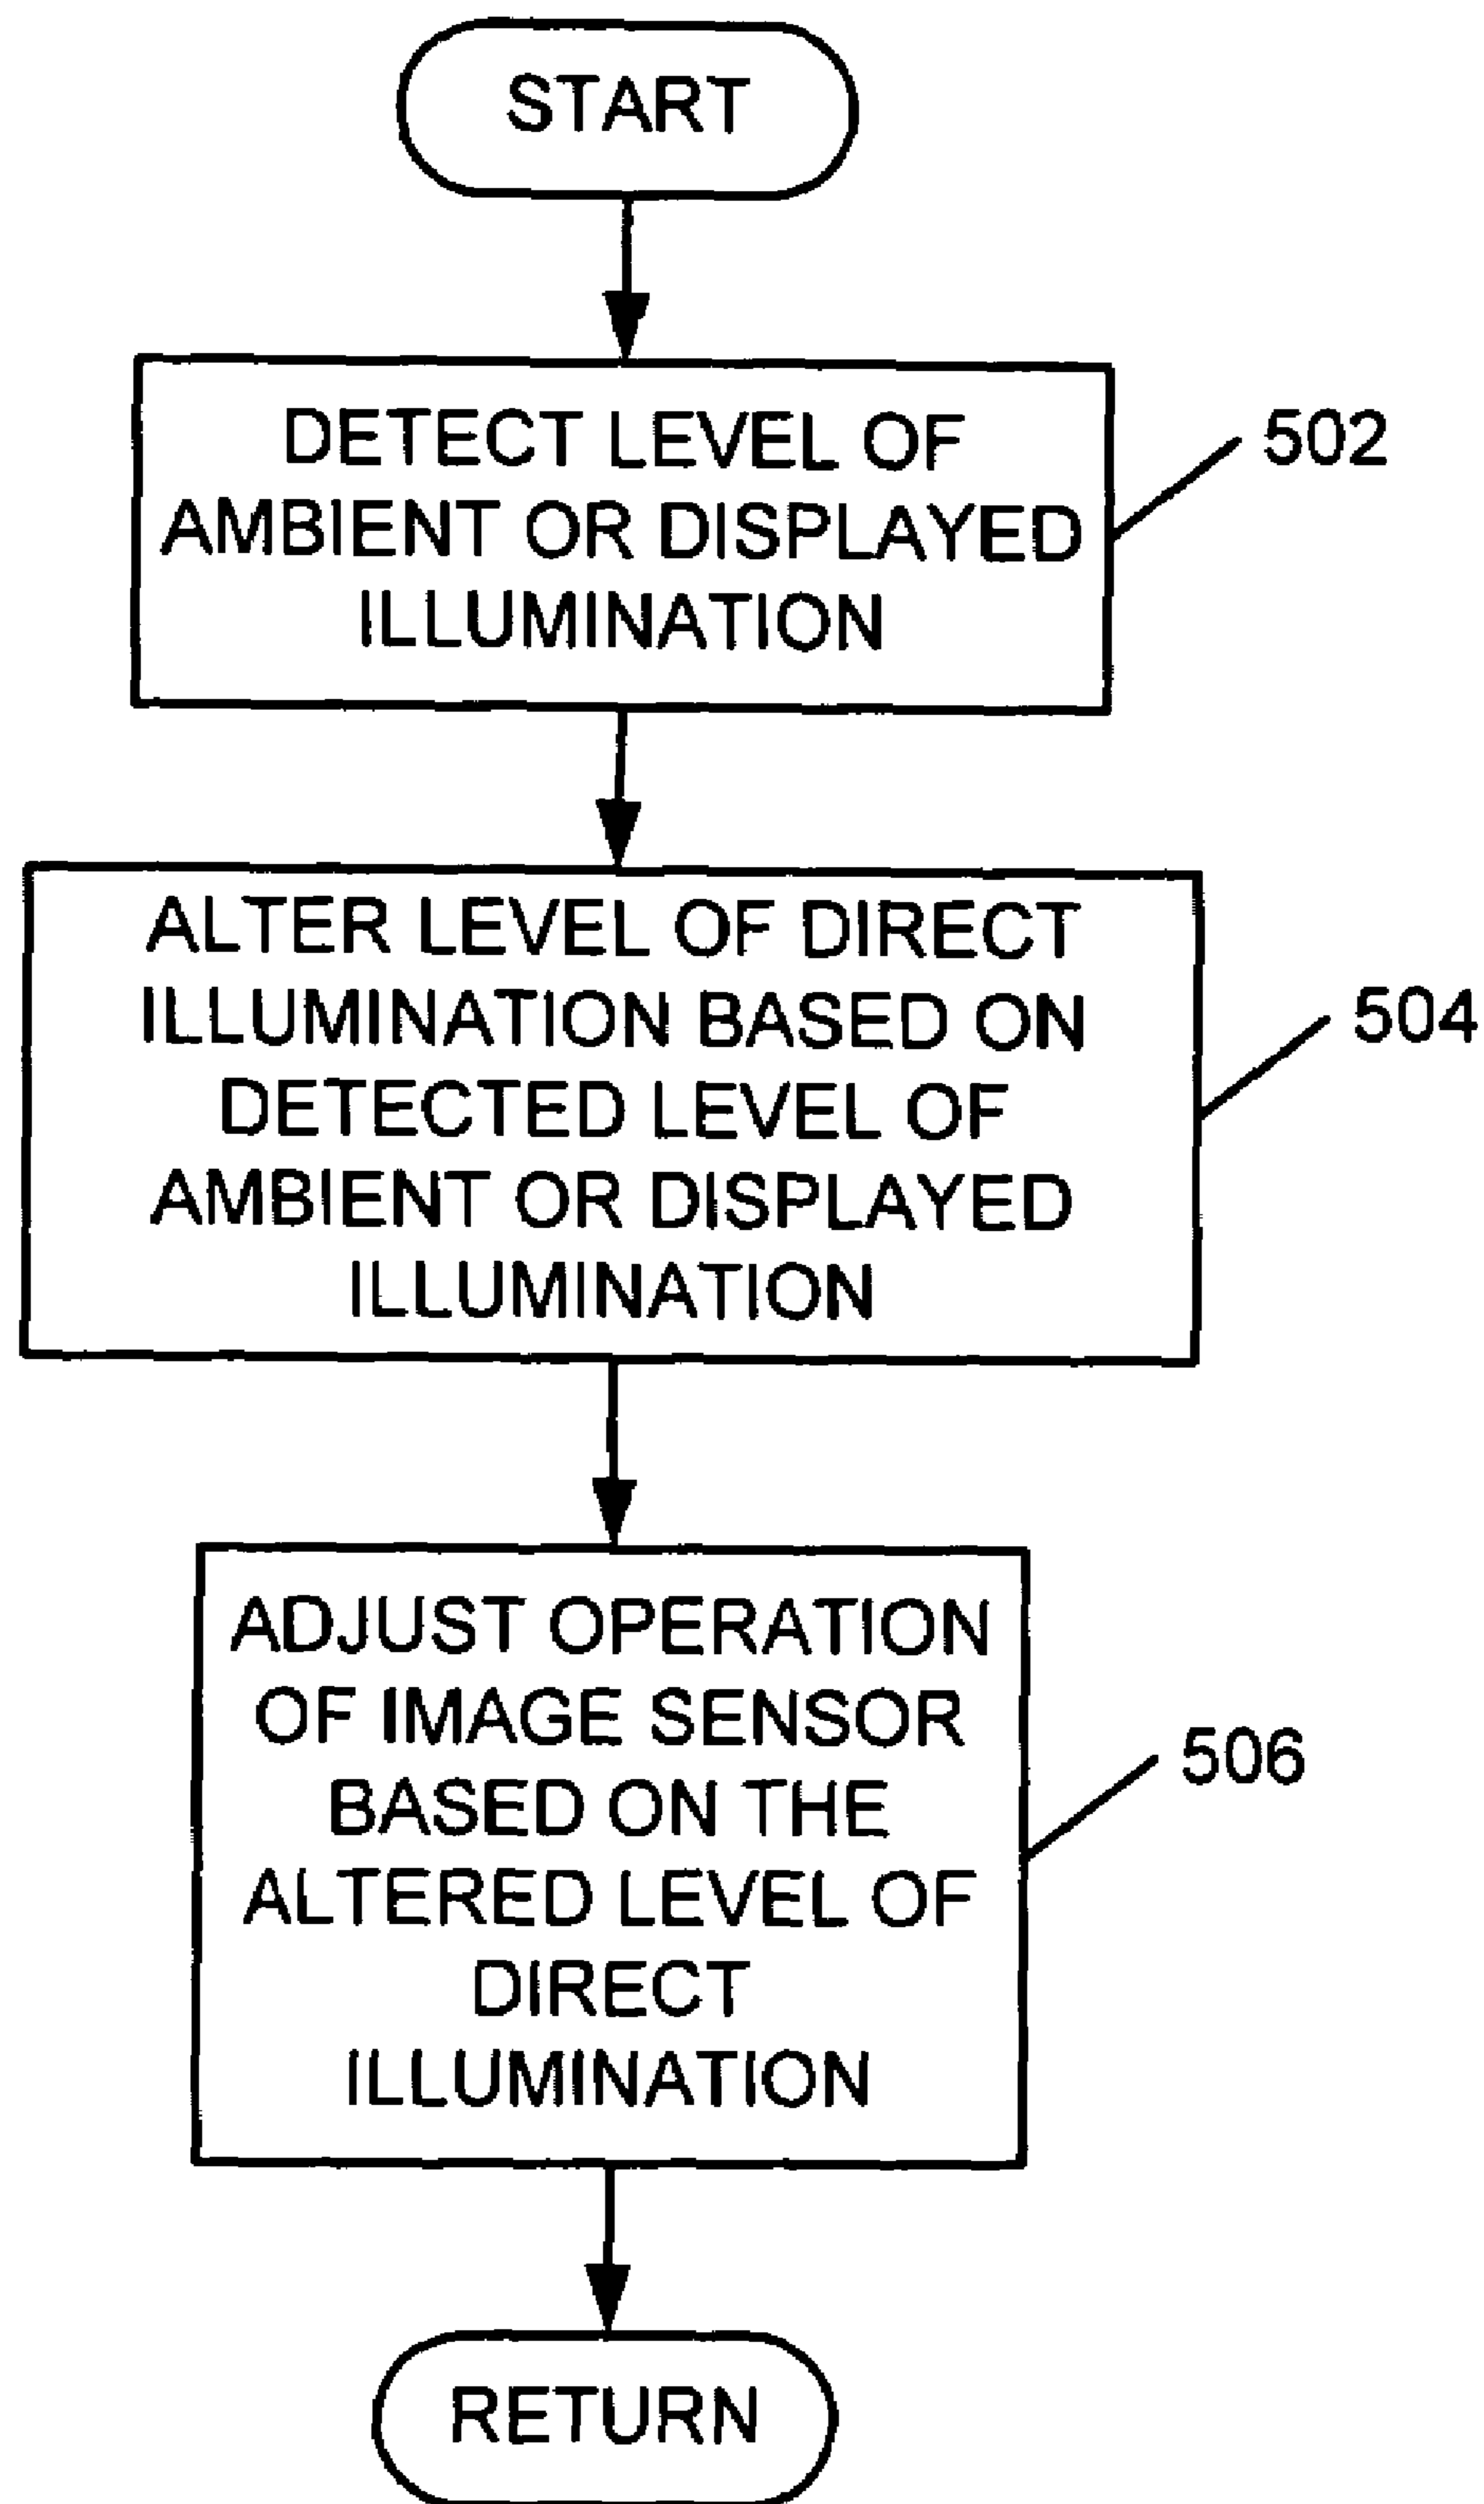 START
DETECT LEVEL OF
AMBIENT OR DISPLAYED
ILLUMINATION
502
ALTER LEVEL OF DIRECT
ILLUMINATION BASED ON
DETECTED LEVEL OF
AMBIENT OR DISPLAYED
ILLUMINATION
504
ADJUST OPERATION
OF IMAGE SENSOR
BASED ON THE
ALTERED LEVEL OF
DIRECT
ILLUMINATION
506
RETURN